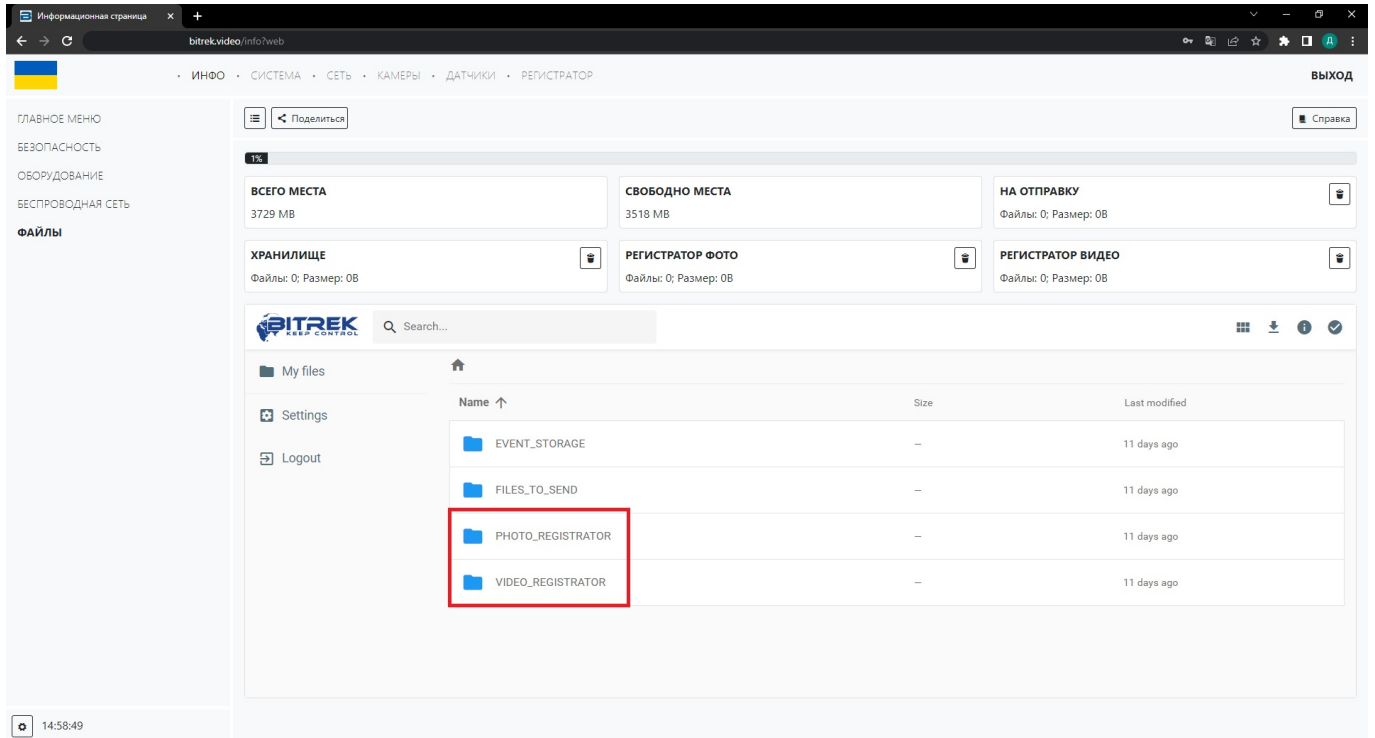 Информационная страница
bitrek.video/info?web
Д
• ИНФО • СИСТЕМА • СЕТЬ • КАМЕРЫ • ДАТЧИКИ • РЕГИСТРАТОР
ВЫХОД
ГЛАВНОЕ МЕНЮ
БЕЗОПАСНОСТЬ
ОБОРУДОВАНИЕ
БЕСПРОВОДНАЯ СЕТЬ
ФАЙЛЫ
Поделиться
Справка
1%
ВСЕГО МЕСТА
3729 MB
СВОБОДНО МЕСТА
3518 MB
НА ОТПРАВКУ
Файлы: 0; Размер: 0B
ХРАНИЛИЩЕ
Файлы: 0; Размер: 0B
РЕГИСТРАТОР ФОТО
Файлы: 0; Размер: 0B
РЕГИСТРАТОР ВИДЕО
Файлы: 0; Размер: 0B
BITREK
KEEP CONTROL
Search...
My files
Settings
Logout
Name Size Last modified
EVENT_STORAGE – 11 days ago
FILES_TO_SEND – 11 days ago
PHOTO_REGISTRATOR – 11 days ago
VIDEO_REGISTRATOR – 11 days ago
14:58:49